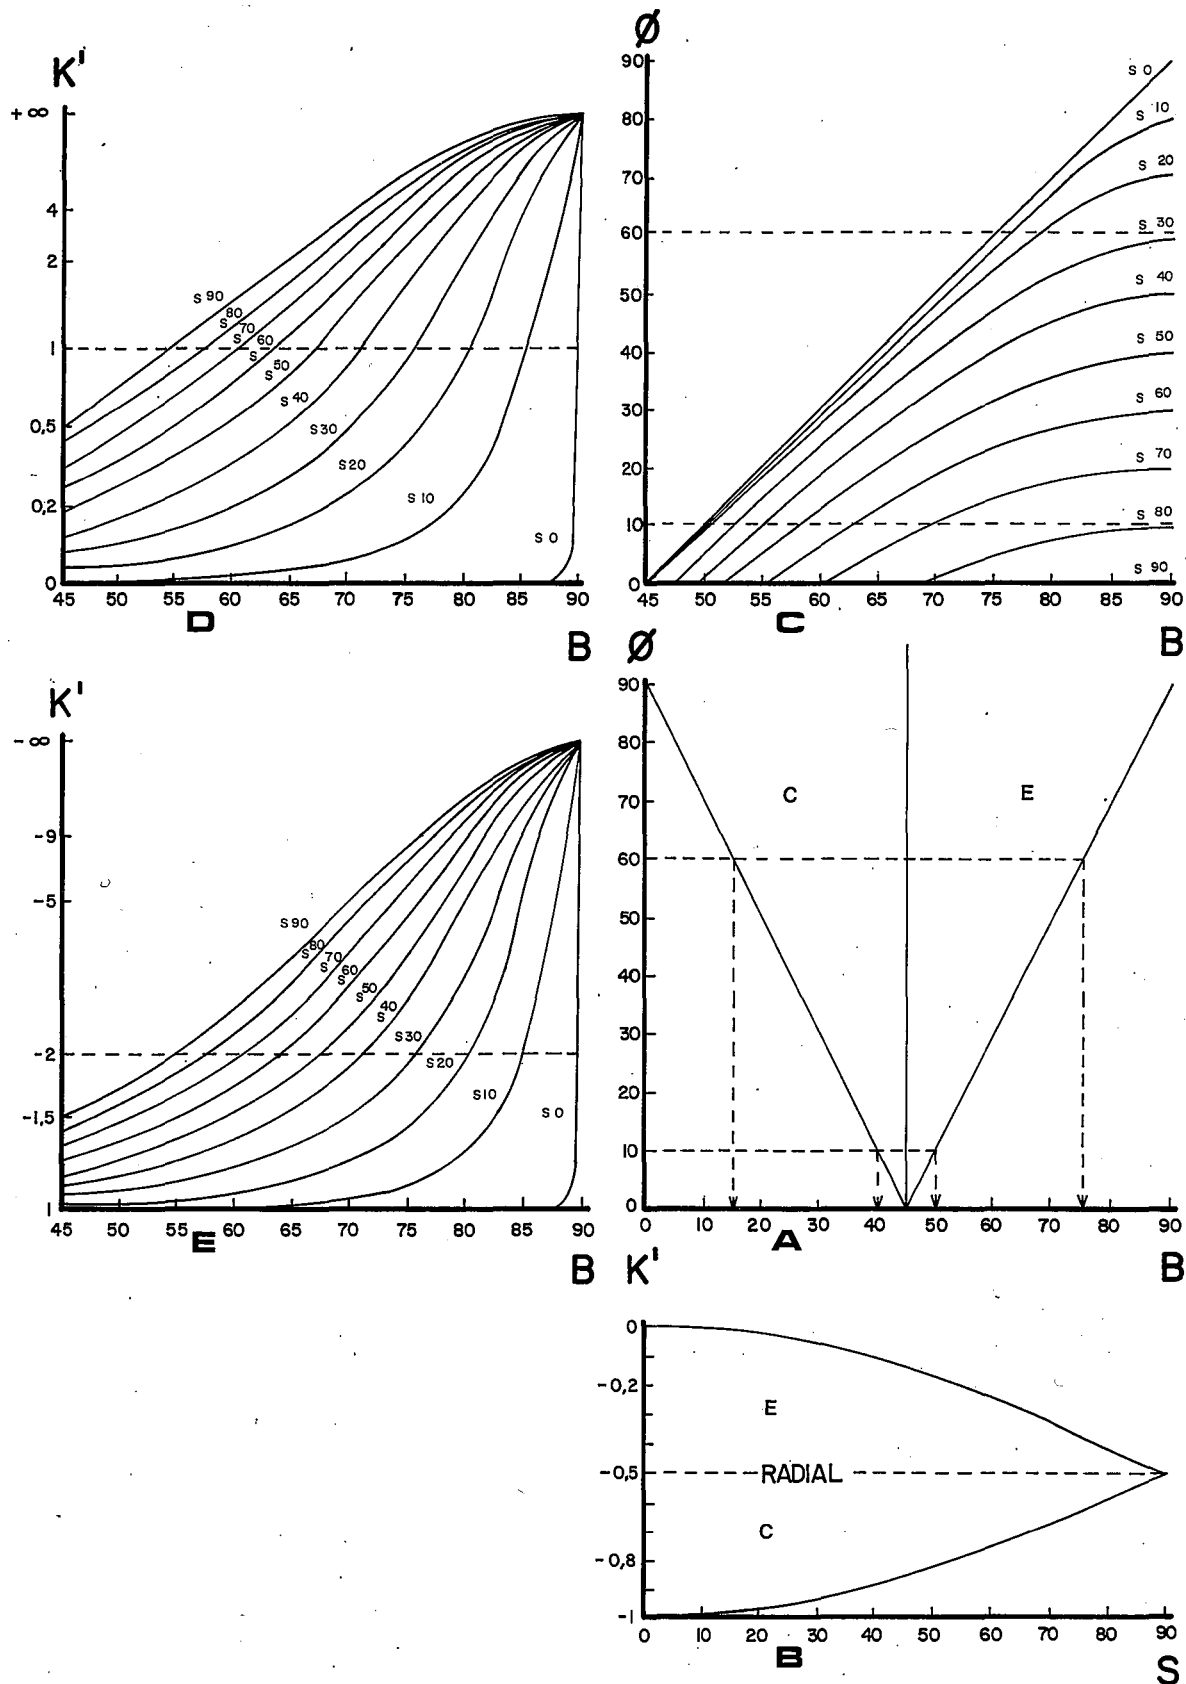 K'
+ ∞
4
2
1
0,5
0,2
0
S 90
S 80
S 70
S 60
S 50
S 40
S 30
S 20
S 10
S 0
45 50 55 60 65 70 75 80 85 90
D
B
Ø
90
80
70
60
50
40
30
20
10
0
S 0
S 10
S 20
S 30
S 40
S 50
S 60
S 70
S 80
S 90
45 50 55 60 65 70 75 80 85 90
C
B
K'
- ∞
-9
-5
-2
-1,5
1
S 90
S 80
S 70
S 60
S 50
S 40
S 30
S 20
S 10
S 0
45 50 55 60 65 70 75 80 85 90
E
B
Ø
90
80
70
60
50
40
30
20
10
0
C
E
0 10 20 30 40 50 60 70 80 90
A
B
K'
0
-0,2
-0,5
-0,8
-1
E
RADIAL
C
0 10 20 30 40 50 60 70 80 90
B
S